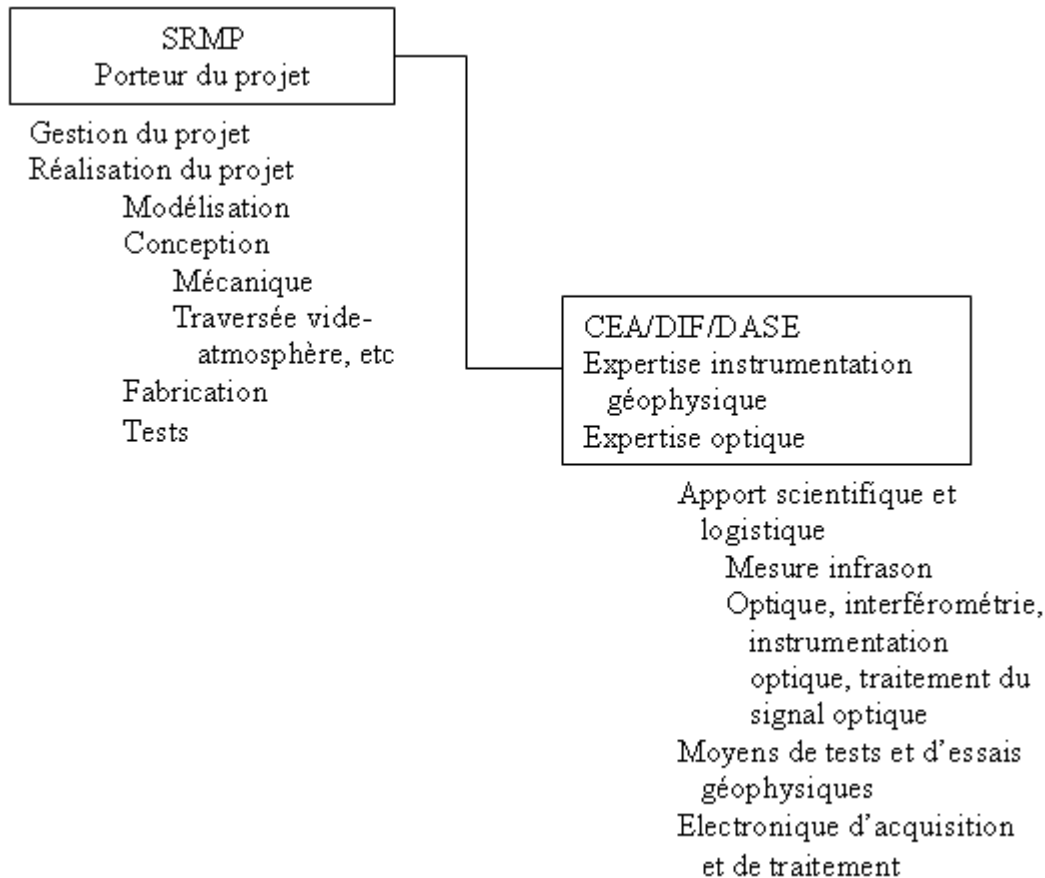 SRMP
Porteur du projet
Gestion du projet
Réalisation du projet
Modélisation
Conception
Mécanique
Traversée vide-
atmosphère, etc
Fabrication
Tests
CEA/DIF/DASE
Expertise instrumentation
géophysique
Expertise optique
Apport scientifique et
logistique
Mesure infrason
Optique, interférométrie,
instrumentation
optique, traitement du
signal optique
Moyens de tests et d'essais
géophysiques
Electronique d'acquisition
et de traitement